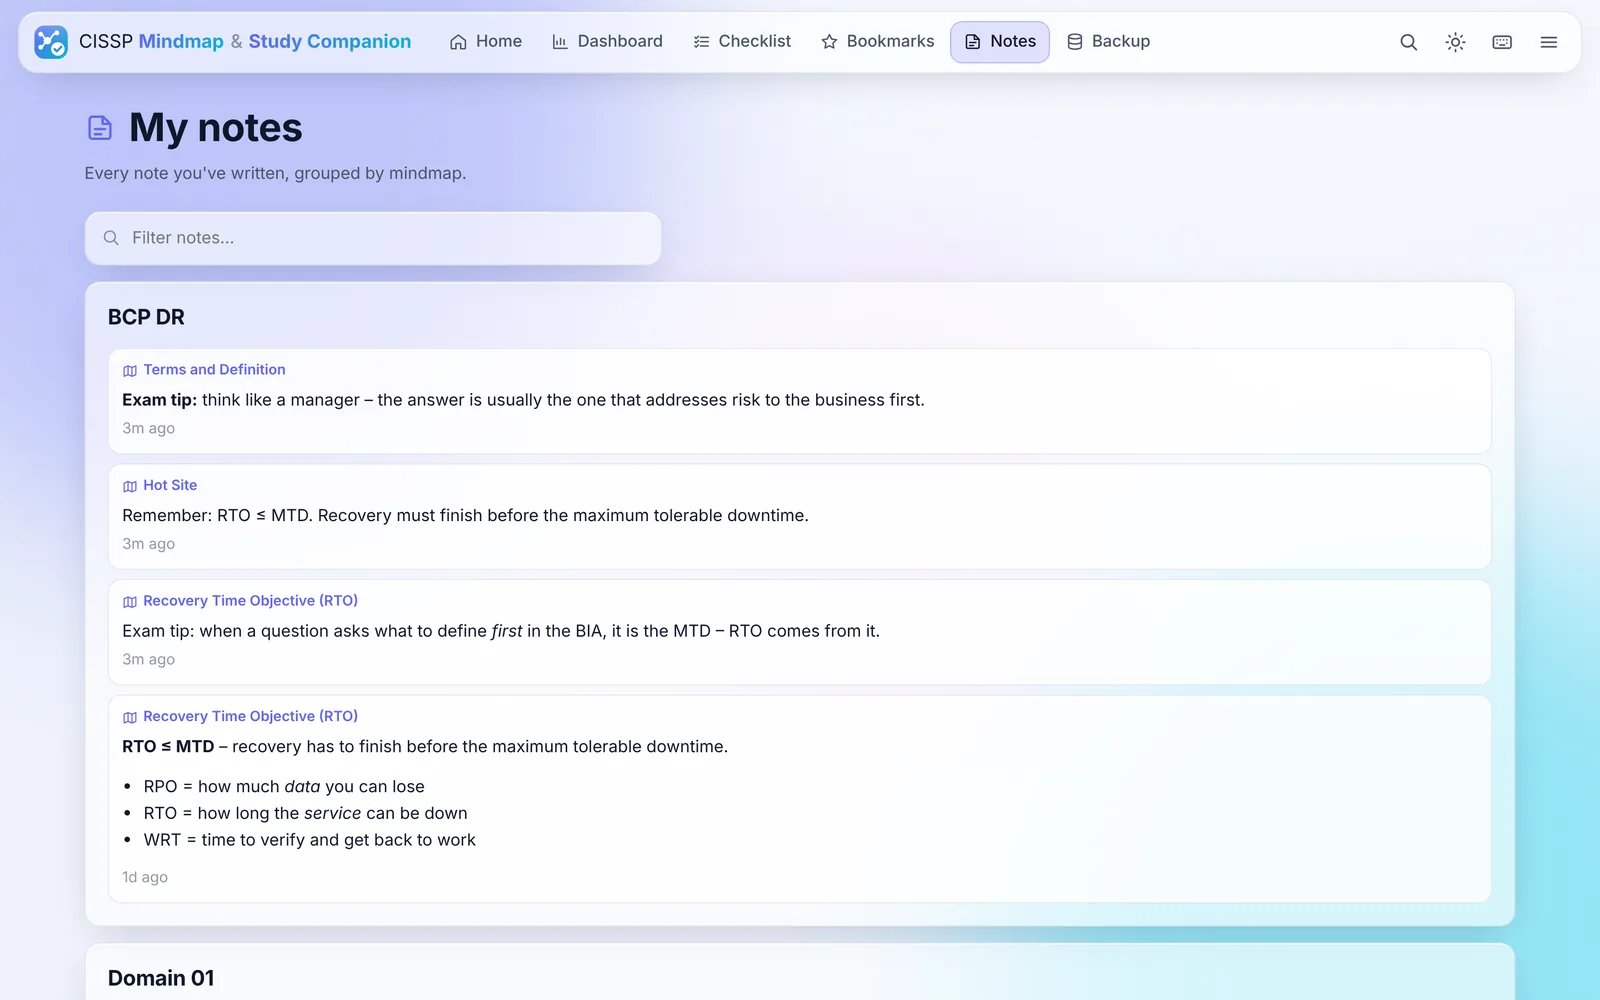 CISSP Mindmap & Study Companion
Home
Dashboard
Checklist
Bookmarks
Notes
Backup
My notes
Every note you've written, grouped by mindmap.
Filter notes...
BCP DR
Terms and Definition
Exam tip: think like a manager – the answer is usually the one that addresses risk to the business first.
3m ago
Hot Site
Remember: RTO ≤ MTD. Recovery must finish before the maximum tolerable downtime.
3m ago
Recovery Time Objective (RTO)
Exam tip: when a question asks what to define first in the BIA, it is the MTD – RTO comes from it.
3m ago
Recovery Time Objective (RTO)
RTO ≤ MTD – recovery has to finish before the maximum tolerable downtime.
• RPO = how much data you can lose
• RTO = how long the service can be down
• WRT = time to verify and get back to work
1d ago
Domain 01